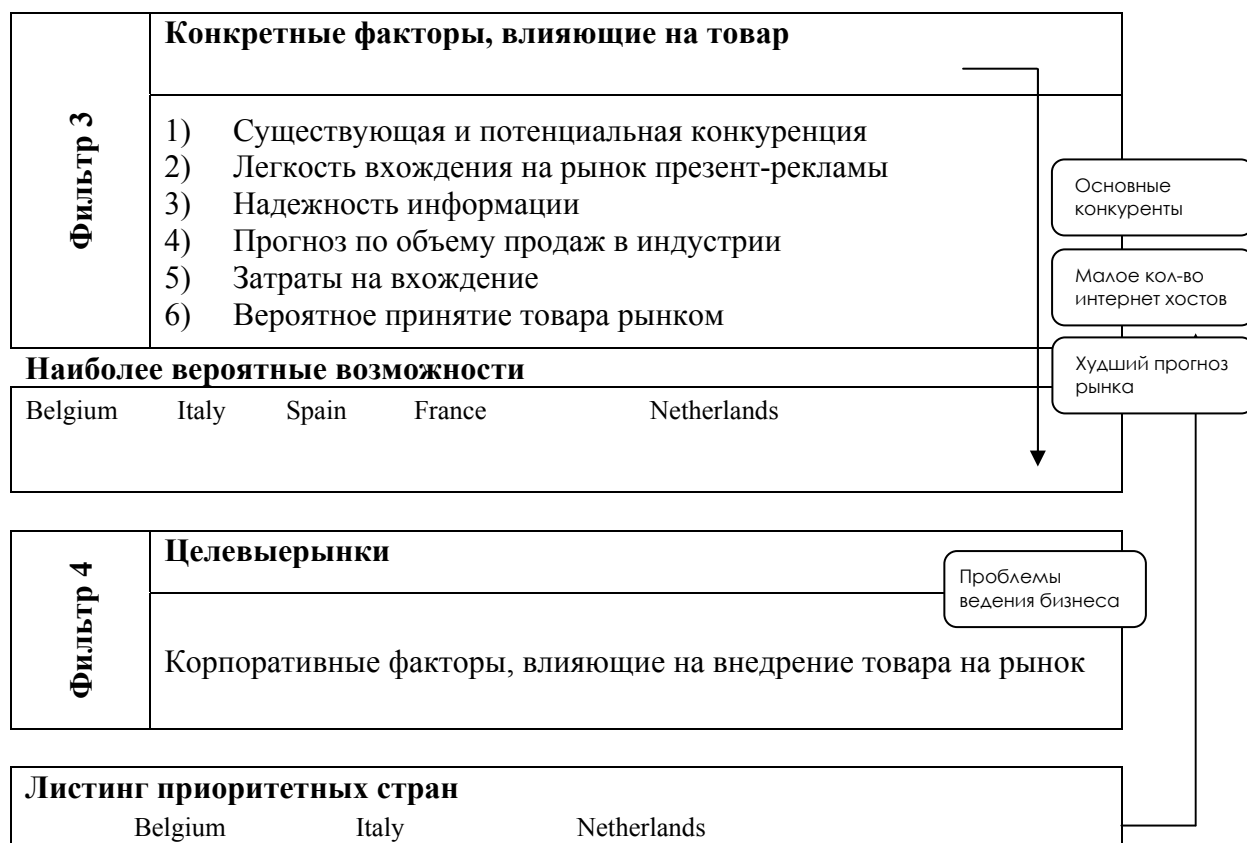 Фильтр 3
Конкретные факторы, влияющие на товар
1) Существующая и потенциальная конкуренция
2) Легкость вхождения на рынок презент-рекламы
3) Надежность информации
4) Прогноз по объему продаж в индустрии
5) Затраты на вхождение
6) Вероятное принятие товара рынком
Основные
конкуренты
Малое кол-во
интернет хостов
Худший прогноз
рынка
Наиболее вероятные возможности
Belgium Italy Spain France Netherlands
Фильтр 4
Целевыерынки
Проблемы
ведения бизнеса
Корпоративные факторы, влияющие на внедрение товара на рынок
Листинг приоритетных стран
Belgium Italy Netherlands